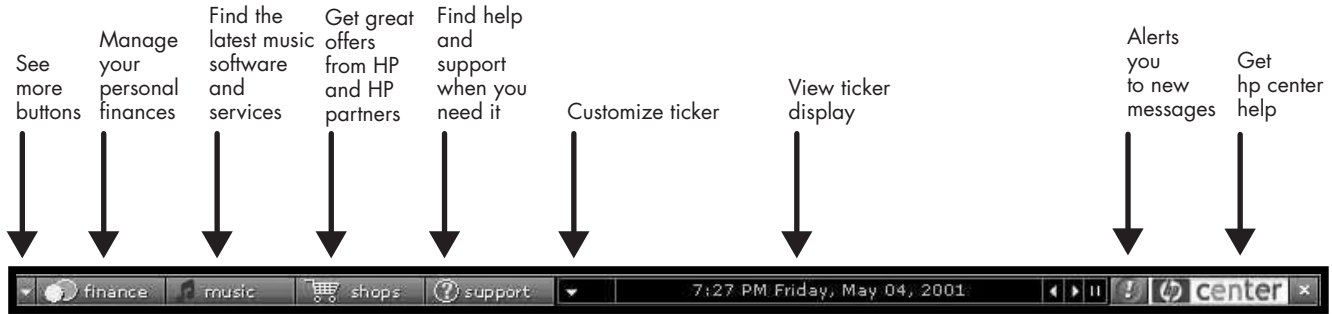 See
more
buttons
Manage
your
personal
finances
Find the
latest music
software
and
services
Get great
offers
from HP
and HP
partners
Find help
and
support
when you
need it
Customize ticker
View ticker
display
Alerts
you
to new
messages
Get
hp center
help
finance music shops ? support 7:27 PM Friday, May 04, 2001 ! hp center ×